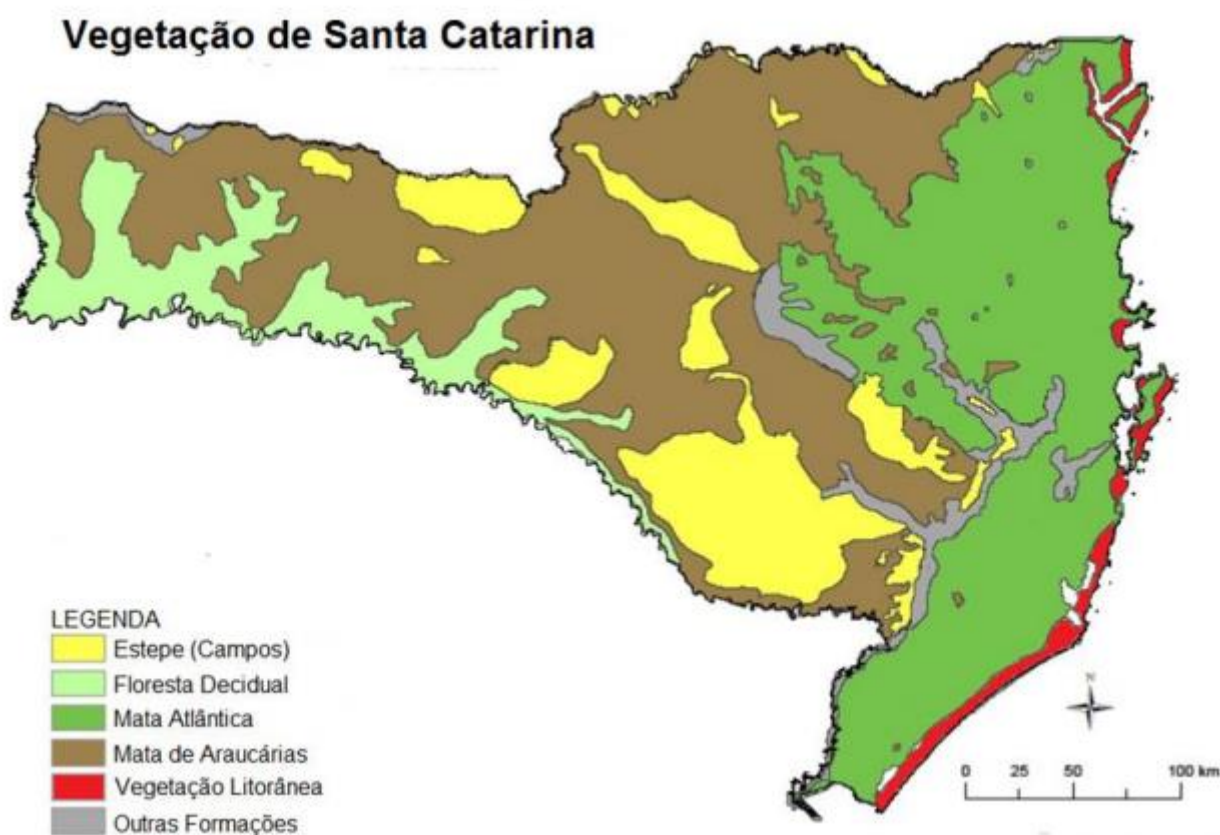 Vegetação de Santa Catarina
LEGENDA
Estepe (Campos)
Floresta Decidual
Mata Atlântica
Mata de Araucárias
Vegetação Litorânea
Outras Formações
N
0 25 50 100 km